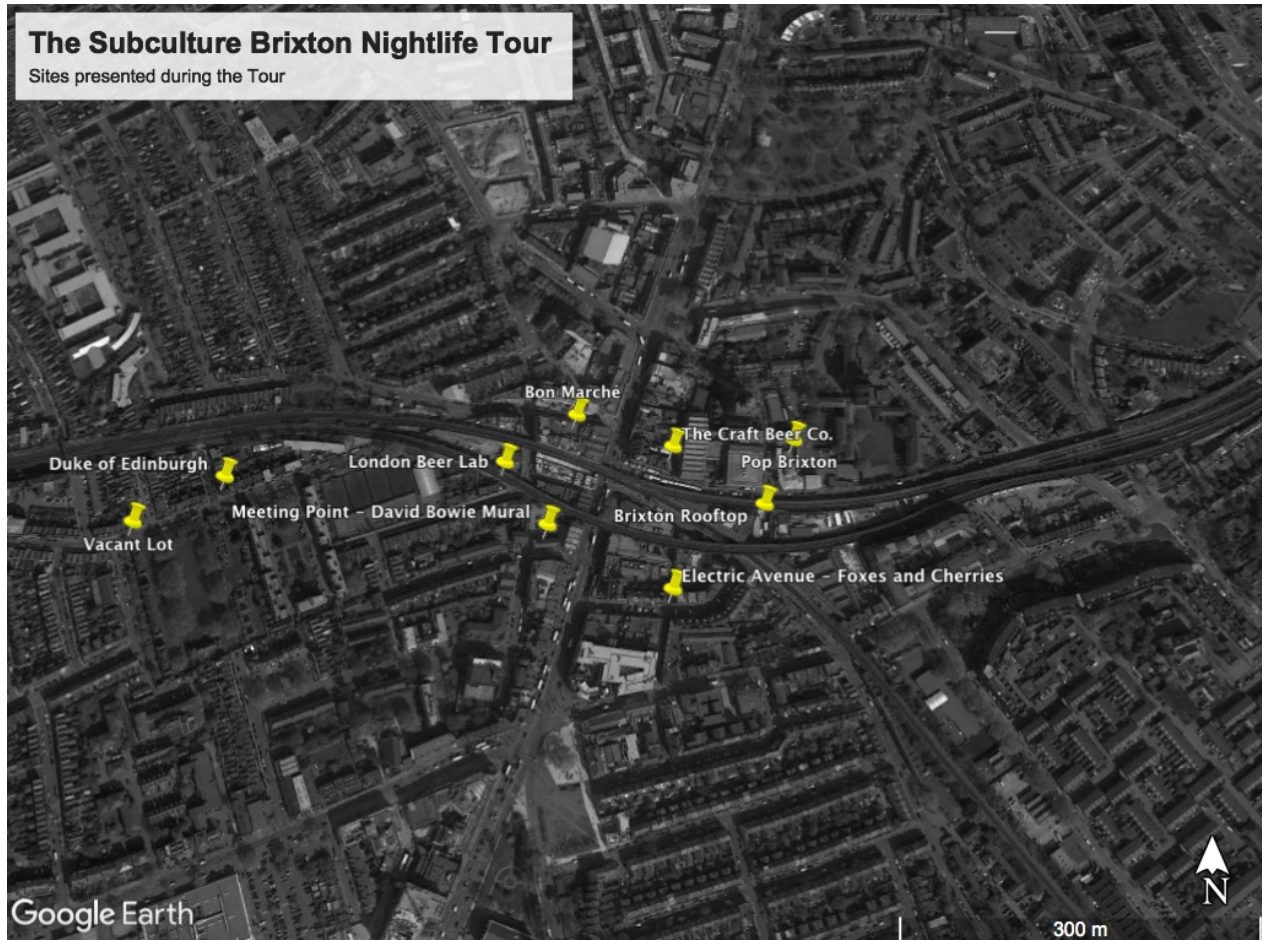 The Subculture Brixton Nightlife Tour
Sites presented during the Tour
Bon Marché
The Craft Beer Co.
Duke of Edinburgh
London Beer Lab
Pop Brixton
Meeting Point - David Bowie Mural
Brixton Rooftop
Vacant Lot
Electric Avenue - Foxes and Cherries
Google Earth
N
300 m